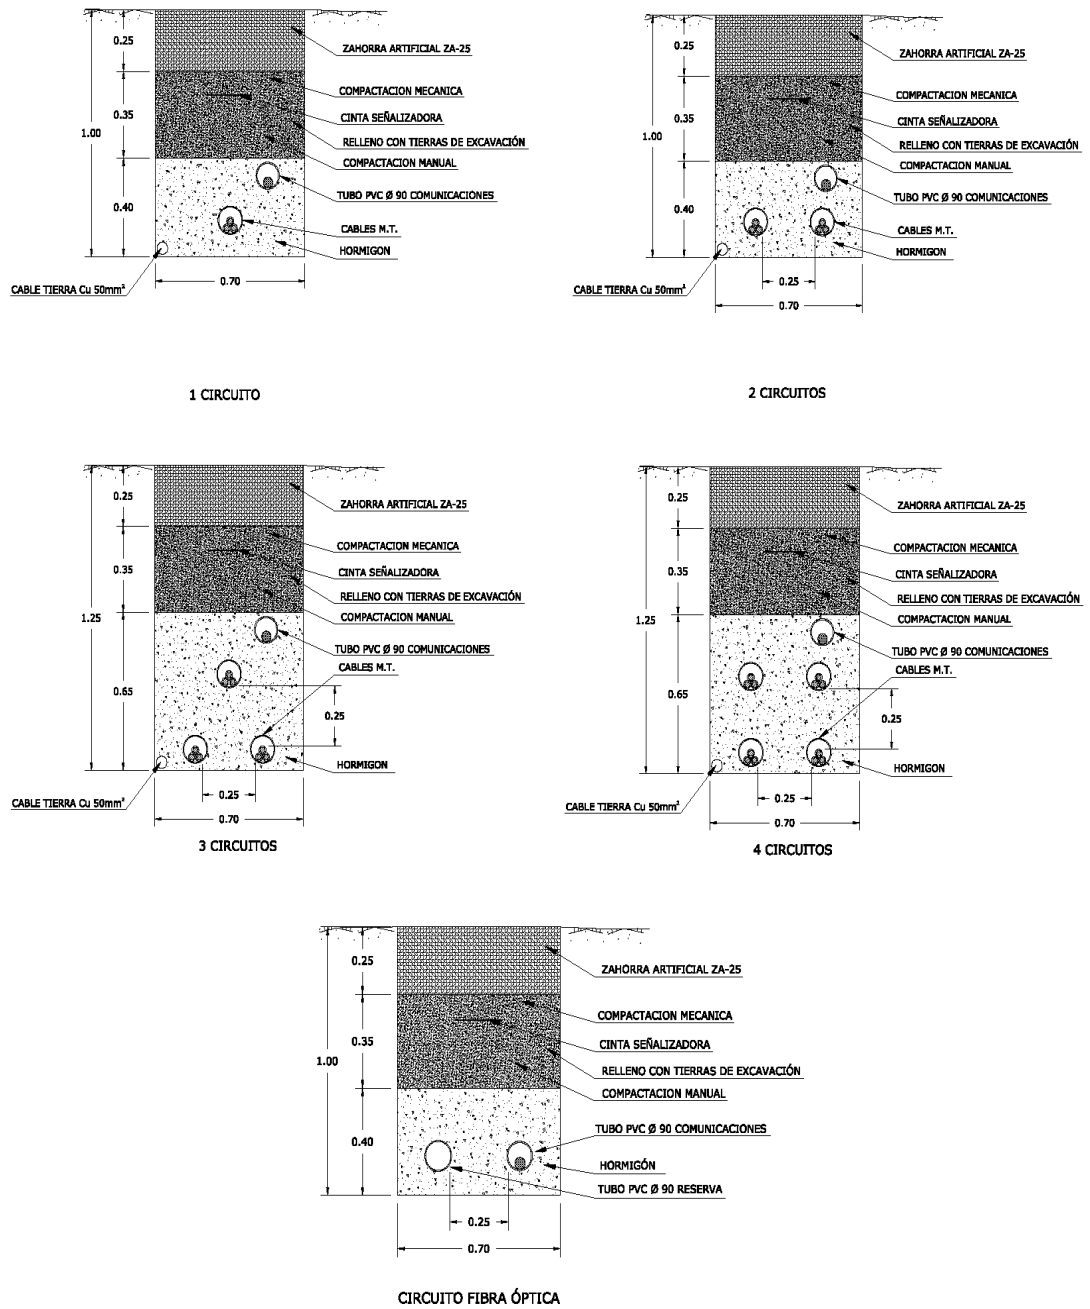 0.25
ZAHORRA ARTIFICIAL ZA-25
COMPACTACION MECANICA
0.35
CINTA SEÑALIZADORA
1.00
RELLENO CON TIERRAS DE EXCAVACIÓN
COMPACTACION MANUAL
TUBO PVC Ø 90 COMUNICACIONES
0.40
CABLES M.T.
HORMIGON
0.70
CABLE TIERRA Cu 50mm²
1 CIRCUITO
0.25
ZAHORRA ARTIFICIAL ZA-25
COMPACTACION MECANICA
0.35
CINTA SEÑALIZADORA
1.00
RELLENO CON TIERRAS DE EXCAVACIÓN
COMPACTACION MANUAL
TUBO PVC Ø 90 COMUNICACIONES
0.40
CABLES M.T.
HORMIGON
0.25
CABLE TIERRA Cu 50mm²
0.70
2 CIRCUITOS
0.25
ZAHORRA ARTIFICIAL ZA-25
COMPACTACION MECANICA
0.35
CINTA SEÑALIZADORA
RELLENO CON TIERRAS DE EXCAVACIÓN
1.25
COMPACTACION MANUAL
TUBO PVC Ø 90 COMUNICACIONES
CABLES M.T.
0.65
0.25
HORMIGON
0.25
CABLE TIERRA Cu 50mm²
0.70
3 CIRCUITOS
0.25
ZAHORRA ARTIFICIAL ZA-25
COMPACTACION MECANICA
0.35
CINTA SEÑALIZADORA
RELLENO CON TIERRAS DE EXCAVACIÓN
1.25
COMPACTACION MANUAL
TUBO PVC Ø 90 COMUNICACIONES
CABLES M.T.
0.65
0.25
HORMIGON
0.25
CABLE TIERRA Cu 50mm²
0.70
4 CIRCUITOS
0.25
ZAHORRA ARTIFICIAL ZA-25
COMPACTACION MECANICA
0.35
CINTA SEÑALIZADORA
1.00
RELLENO CON TIERRAS DE EXCAVACIÓN
COMPACTACION MANUAL
TUBO PVC Ø 90 COMUNICACIONES
0.40
HORMIGÓN
TUBO PVC Ø 90 RESERVA
0.25
0.70
CIRCUITO FIBRA ÓPTICA